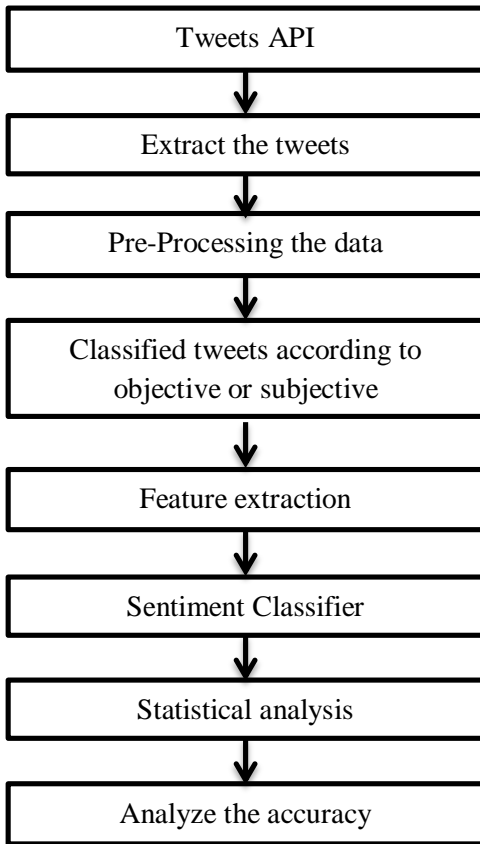 Tweets API
Extract the tweets
Pre-Processing the data
Classified tweets according to
objective or subjective
Feature extraction
Sentiment Classifier
Statistical analysis
Analyze the accuracy